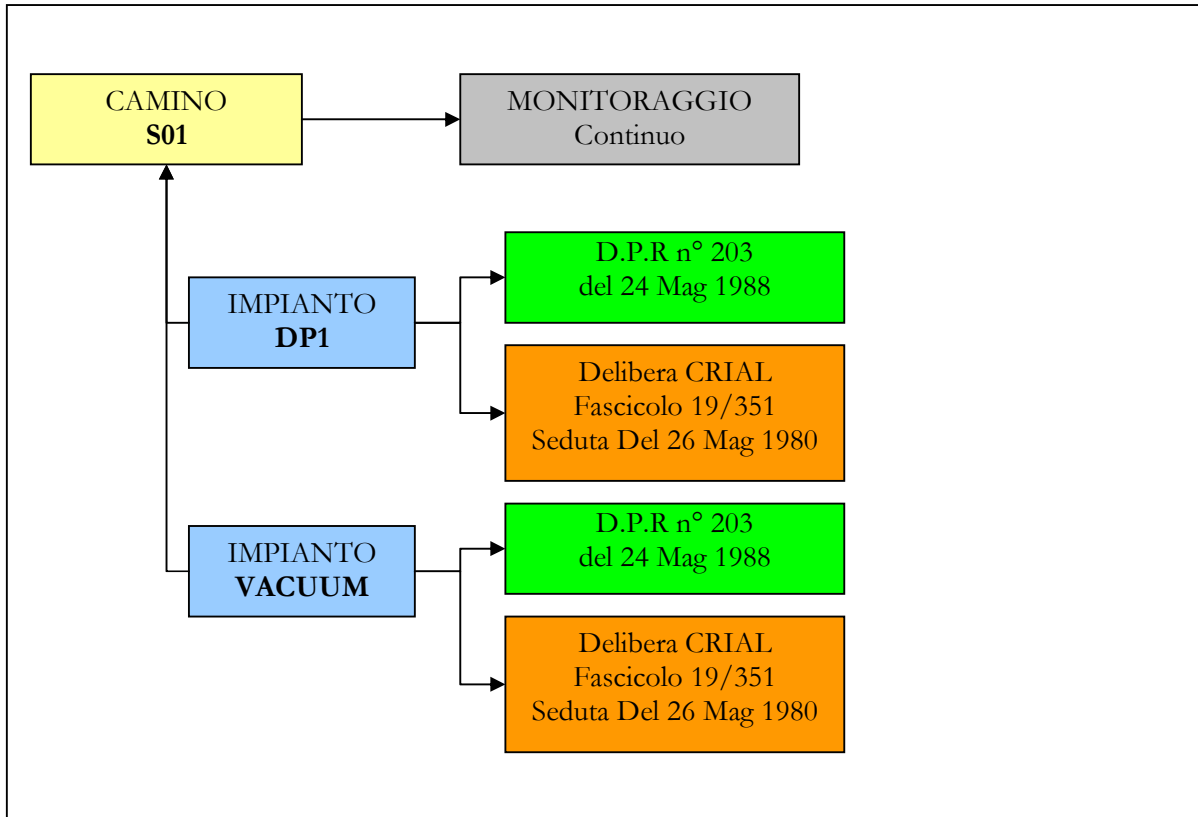 CAMINO
S01
MONITORAGGIO
Continuo
IMPIANTO
DP1
D.P.R n° 203
del 24 Mag 1988
Delibera CRIAL
Fascicolo 19/351
Seduta Del 26 Mag 1980
IMPIANTO
VACUUM
D.P.R n° 203
del 24 Mag 1988
Delibera CRIAL
Fascicolo 19/351
Seduta Del 26 Mag 1980